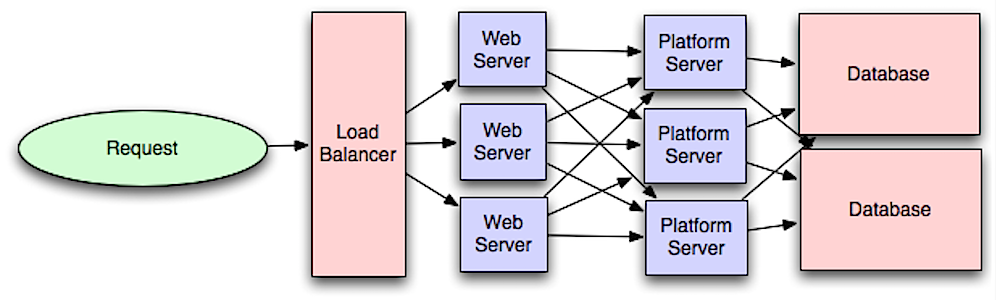 Request
Load
Balancer
Web
Server
Web
Server
Web
Server
Platform
Server
Platform
Server
Platform
Server
Database
Database